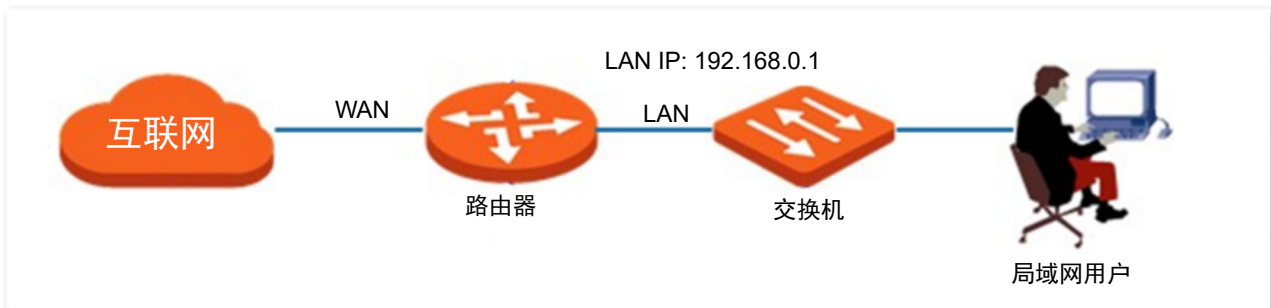 LAN IP: 192.168.0.1
互联网
WAN
LAN
路由器
交换机
局域网用户